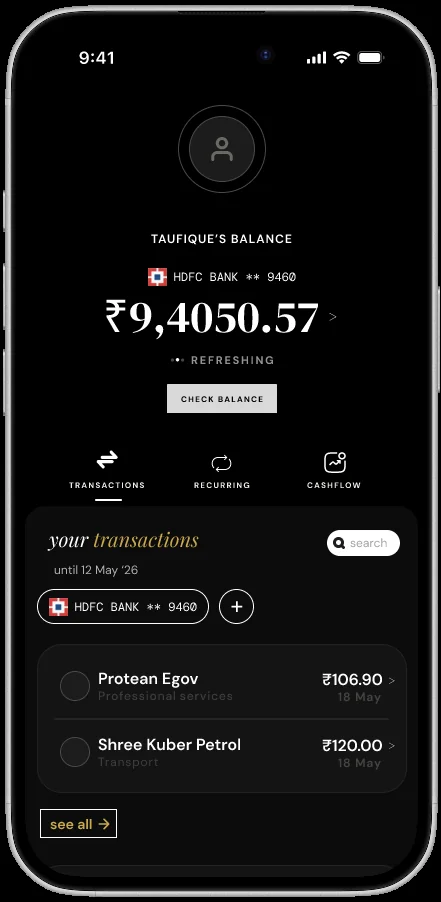 9:41
TAUFIQUE'S BALANCE
HDFC BANK ** 9460
₹9,4050.57 >
REFRESHING
CHECK BALANCE
TRANSACTIONS RECURRING CASHFLOW
your transactions
search
until 12 May '26
HDFC BANK ** 9460 +
Protean Egov ₹106.90 >
Professional services 18 May
Shree Kuber Petrol ₹120.00 >
Transport 18 May
see all →